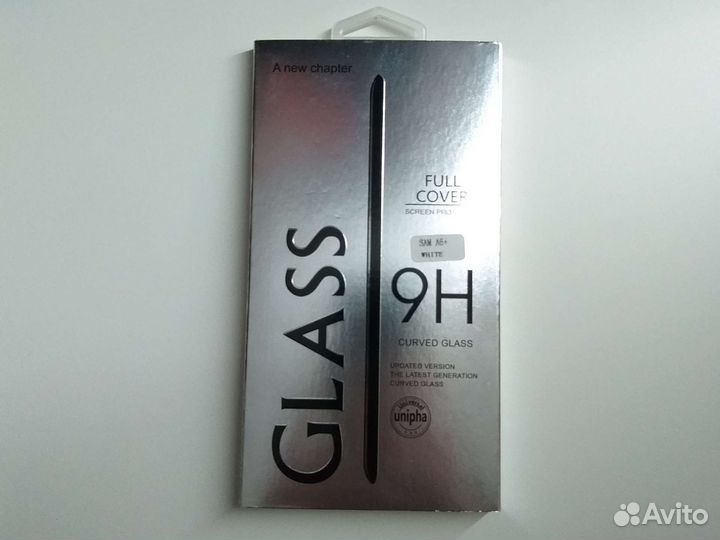 A new chapter
GLASS
FULL
COVER
SCREEN
SAM A6+
WHITE
9H
CURVED GLASS
UPDATED VERSION
THE LATEST GENERATION
CURVED GLASS
Universal
unipha
Avito